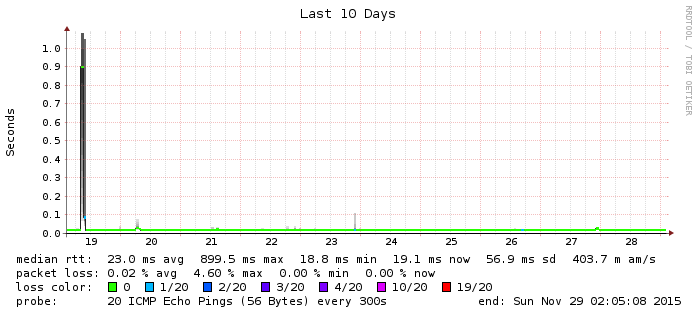 Last 10 Days
RRDTOOL / TOBI OETIKER
Seconds
1.0
0.9
0.8
0.7
0.6
0.5
0.4
0.3
0.2
0.1
0.0
19 20 21 22 23 24 25 26 27 28
median rtt: 23.0 ms avg 899.5 ms max 18.8 ms min 19.1 ms now 56.9 ms sd 403.7 m am/s
packet loss: 0.02 % avg 4.60 % max 0.00 % min 0.00 % now
loss color: 0 1/20 2/20 3/20 4/20 10/20 19/20
probe: 20 ICMP Echo Pings (56 Bytes) every 300s end: Sun Nov 29 02:05:08 2015